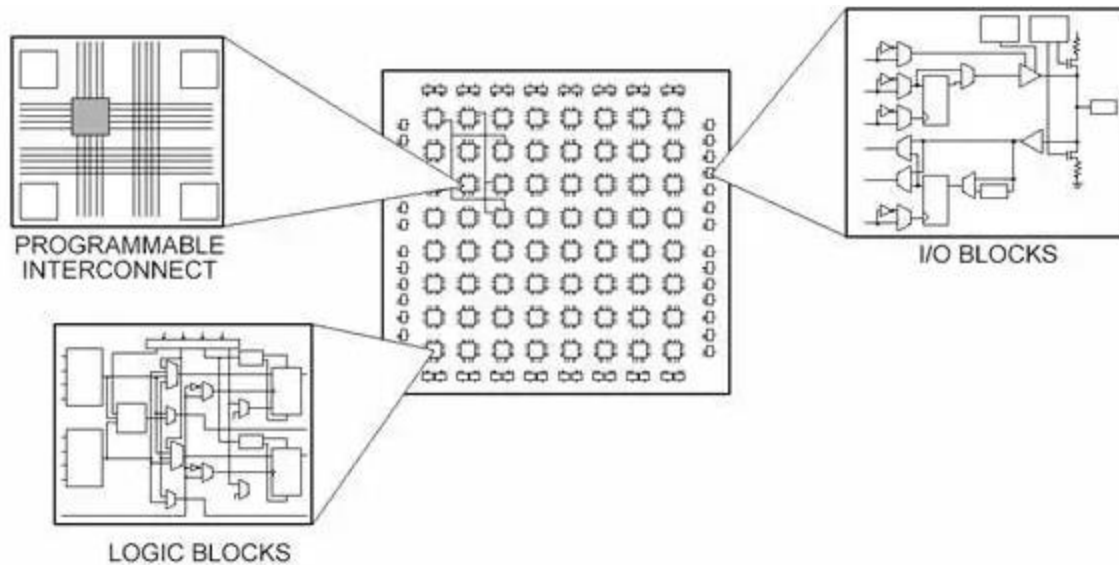 PROGRAMMABLE
INTERCONNECT
I/O BLOCKS
LOGIC BLOCKS